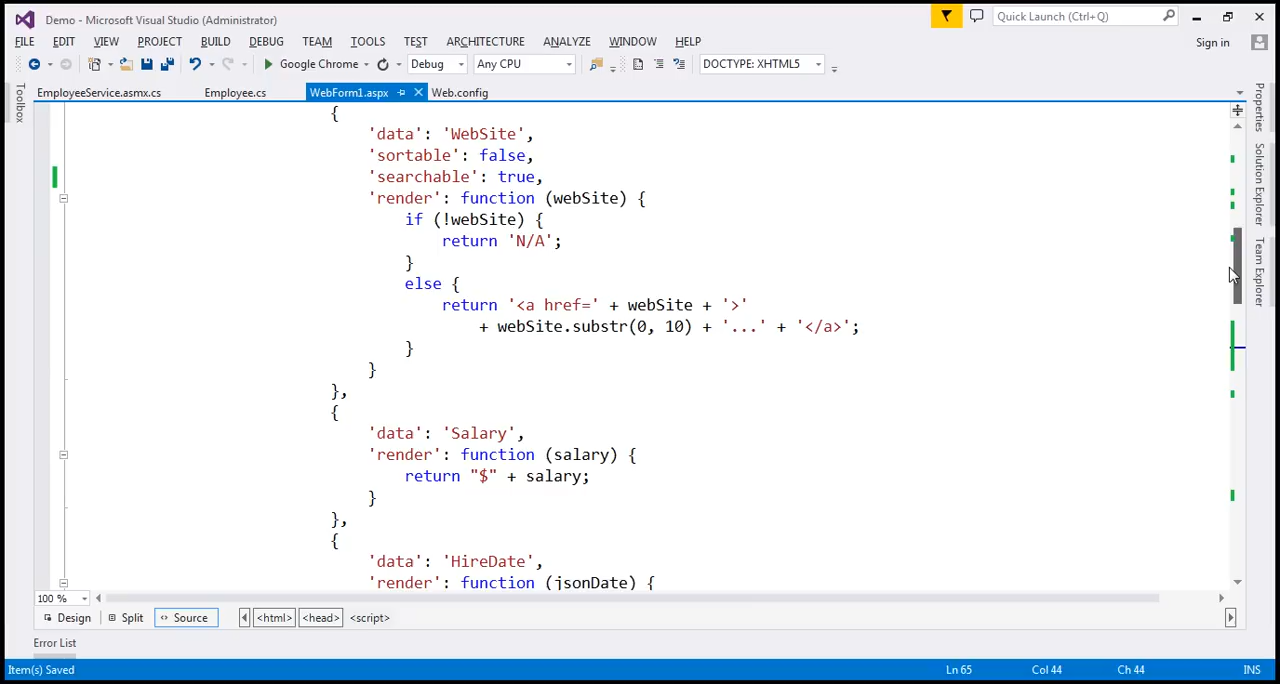 Demo - Microsoft Visual Studio (Administrator)
Quick Launch (Ctrl+Q)
FILE EDIT VIEW PROJECT BUILD DEBUG TEAM TOOLS TEST ARCHITECTURE ANALYZE WINDOW HELP
Sign in
Google Chrome Debug Any CPU DOCTYPE: XHTML5
EmployeeService.asmx.cs Employee.cs WebForm1.aspx Web.config
Toolbox
Properties
Solution Explorer
Team Explorer
{
'data': 'WebSite',
'sortable': false,
'searchable': true,
'render': function (webSite) {
if (!webSite) {
return 'N/A';
}
else {
return '<a href=' + webSite + '>'
+ webSite.substr(0, 10) + '...' + '</a>';
}
}
},
{
'data': 'Salary',
'render': function (salary) {
return "$" + salary;
}
},
{
'data': 'HireDate',
'render': function (jsonDate) {
100 %
Design Split Source <html> <head> <script>
Error List
Item(s) Saved Ln 65 Col 44 Ch 44 INS